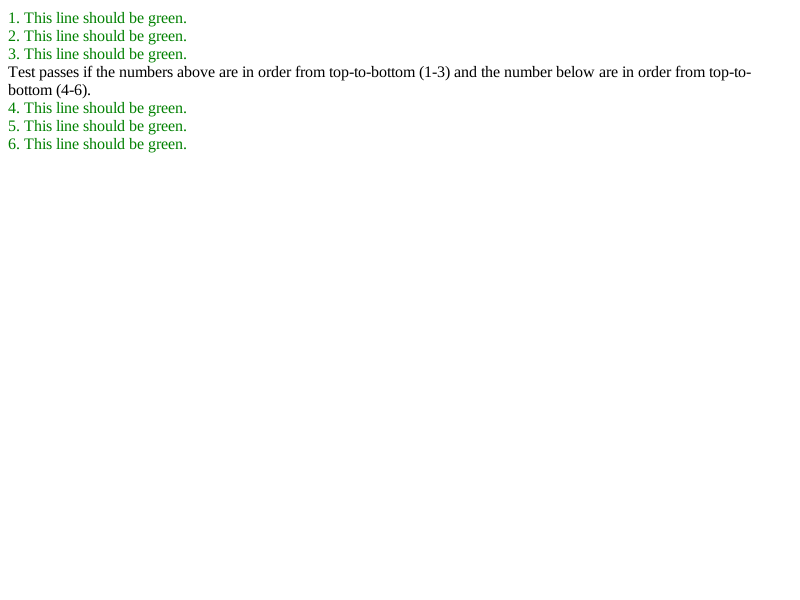 1. This line should be green.
2. This line should be green.
3. This line should be green.
Test passes if the numbers above are in order from top-to-bottom (1-3) and the number below are in order from top-to-
bottom (4-6).
4. This line should be green.
5. This line should be green.
6. This line should be green.